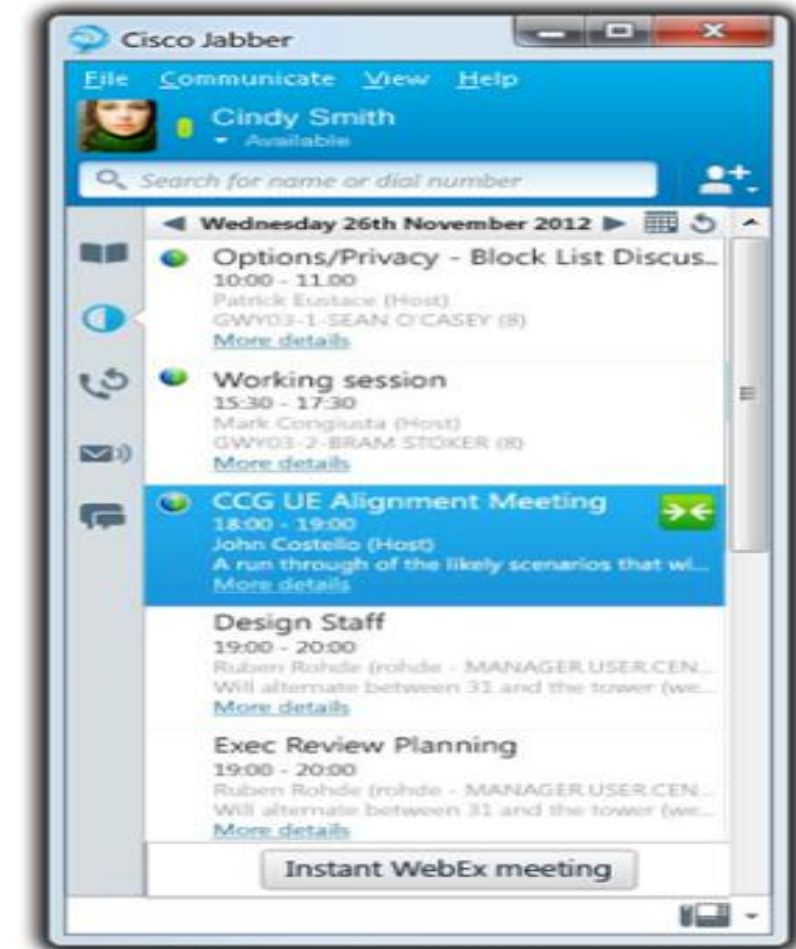 Cisco Jabber
File Communicate View Help
Cindy Smith
Available
Search for name or dial number
Wednesday 26th November 2012
Options/Privacy - Block List Discus...
10:00 - 11.00
Patrick Eustace (Host)
GWY03-1-SEAN O'CASEY (8)
More details
Working session
15:30 - 17:30
Mark Congiusta (Host)
GWY03-2-BRAM STOKER (8)
More details
CCG UE Alignment Meeting
18:00 - 19:00
John Costello (Host)
A run through of the likely scenarios that wi...
More details
Design Staff
19:00 - 20:00
Ruben Rohde (rohde - MANAGER.USER.CEN...
Will alternate between 31 and the tower (we...
More details
Exec Review Planning
19:00 - 20:00
Ruben Rohde (rohde - MANAGER.USER.CEN...
Will alternate between 31 and the tower (we...
More details
Instant WebEx meeting